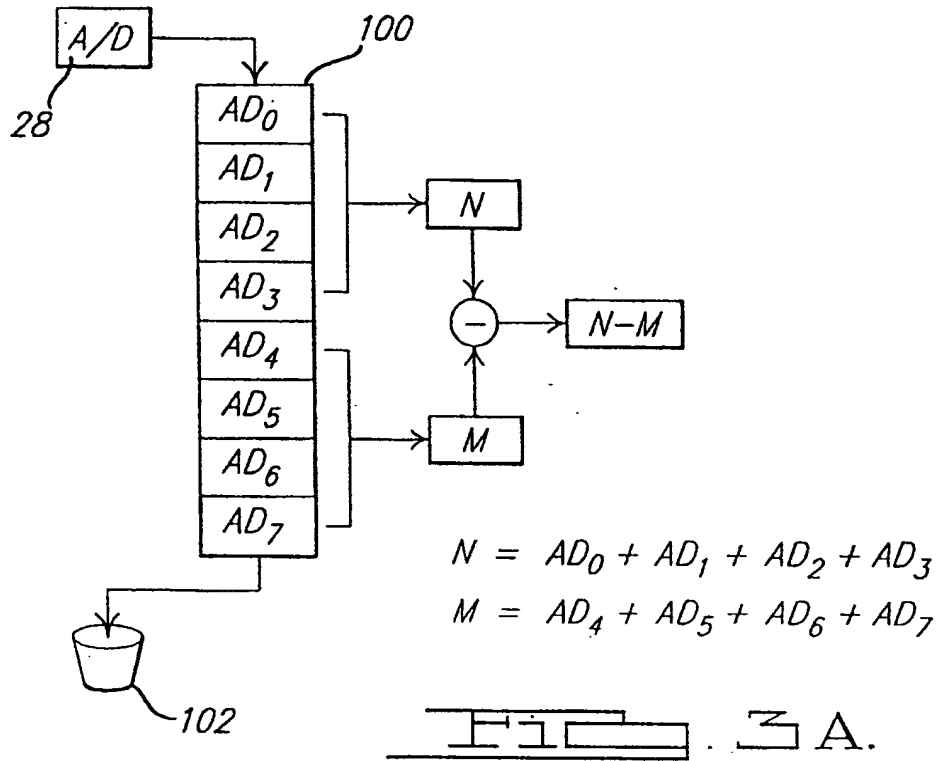 A/D
100
28
AD₀
AD₁
AD₂
AD₃
AD₄
AD₅
AD₆
AD₇
N
N-M
−
M
N = AD₀ + AD₁ + AD₂ + AD₃
M = AD₄ + AD₅ + AD₆ + AD₇
102
FIG. 3A.